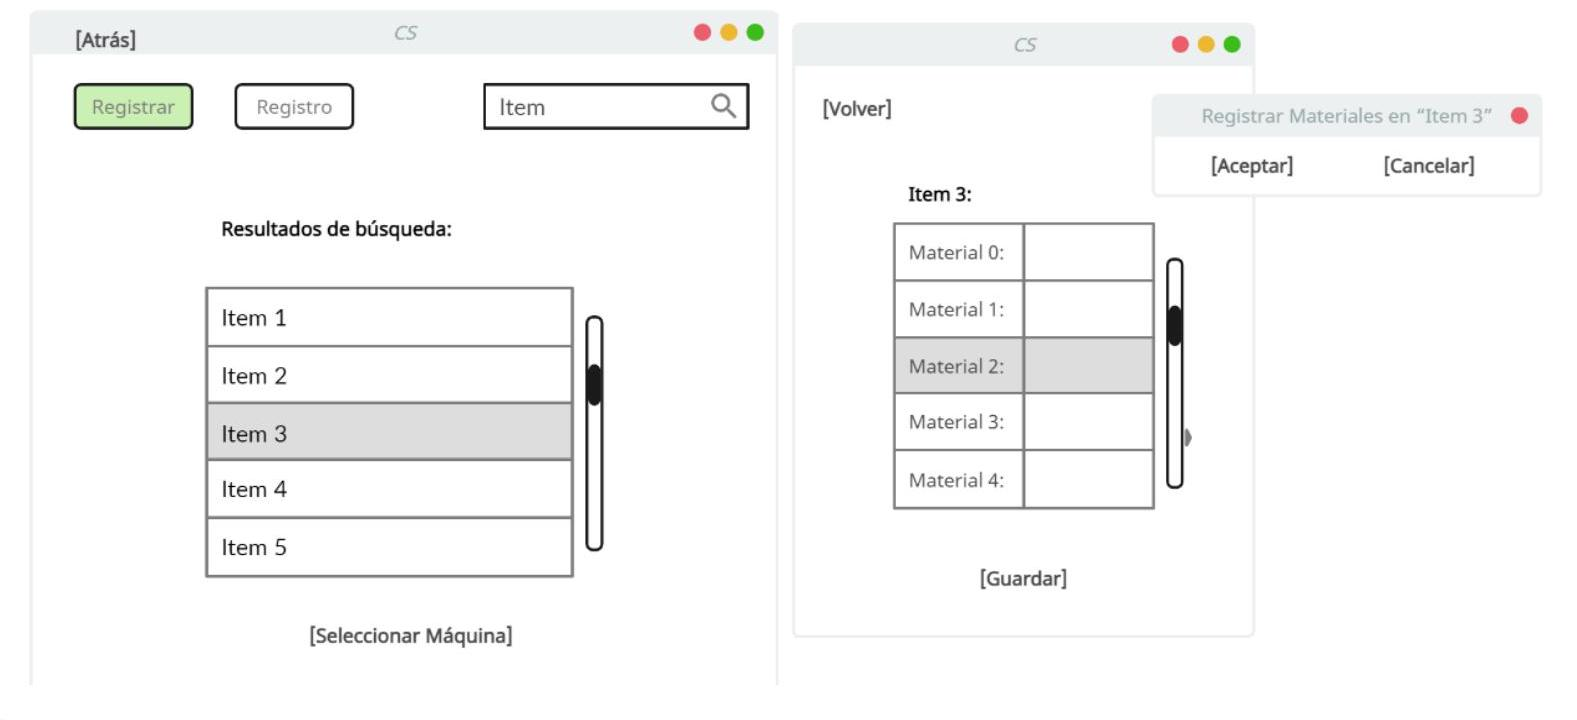 [Atrás]
CS
Registrar
Registro
Item
Resultados de búsqueda:
Item 1
Item 2
Item 3
Item 4
Item 5
[Seleccionar Máquina]
CS
[Volver]
Item 3:
Material 0:
Material 1:
Material 2:
Material 3:
Material 4:
[Guardar]
Registrar Materiales en “Item 3”
[Aceptar]
[Cancelar]